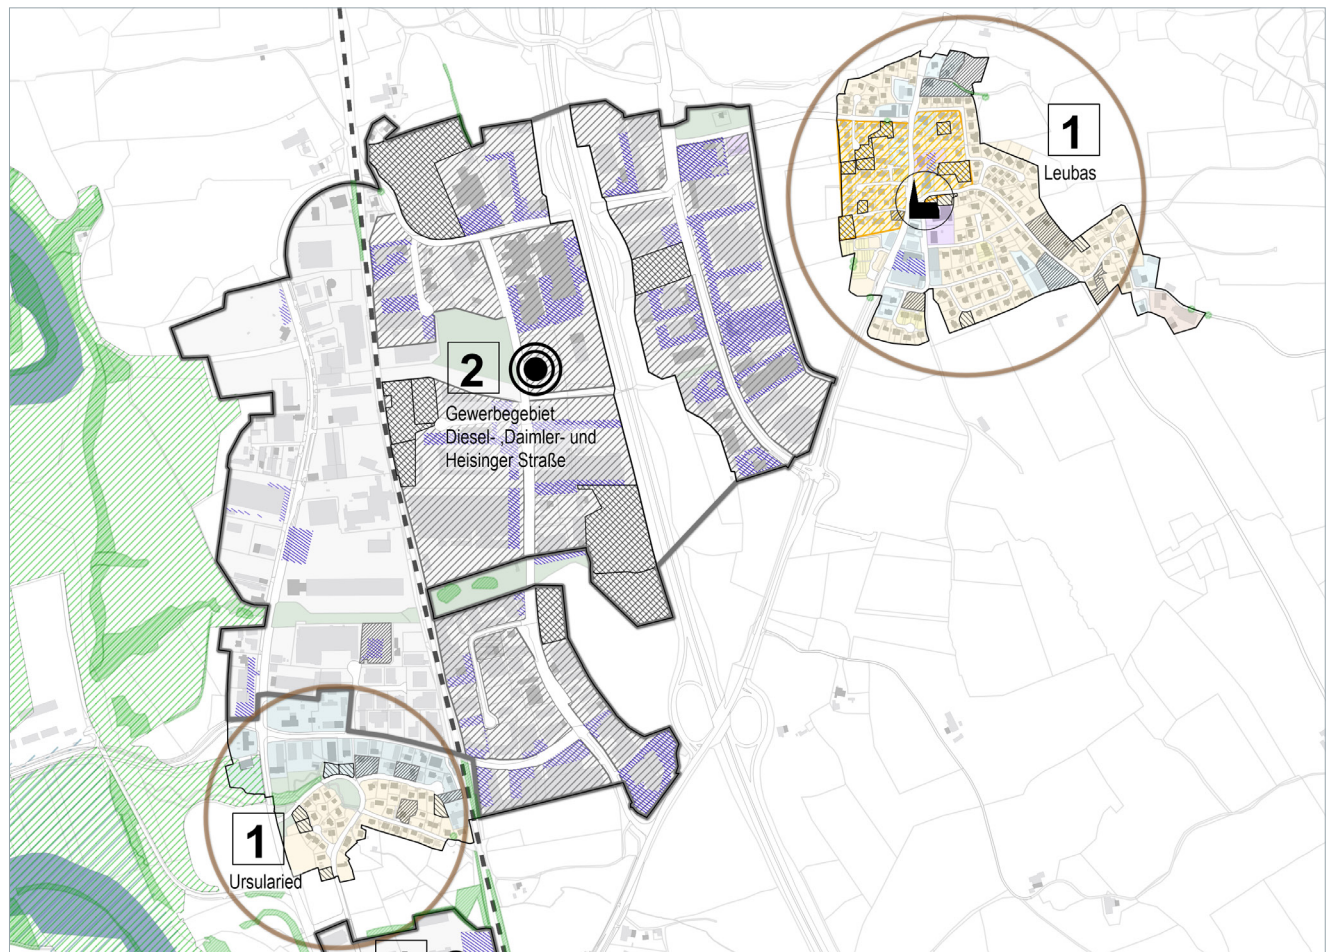 1
Leubas
2
Gewerbegebiet
Diesel- ,Daimler- und
Heisinger Straße
1
Ursularied